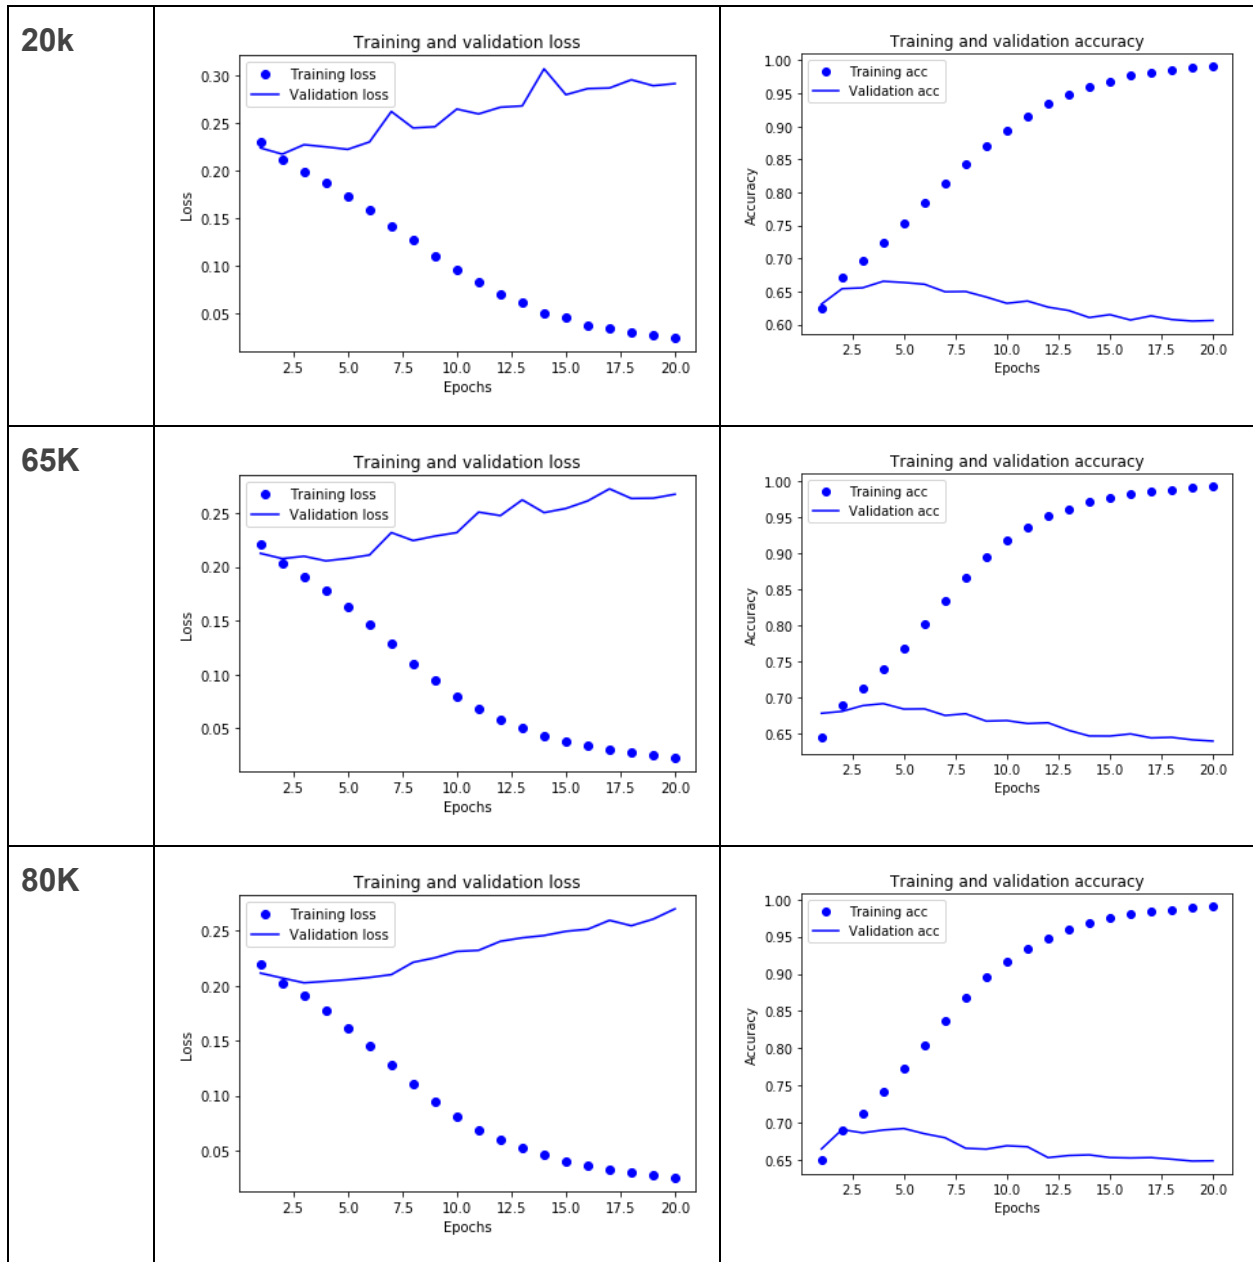 20k
Training and validation loss
Training loss
Validation loss
0.30
0.25
0.20
0.15
0.10
0.05
Loss
2.5 5.0 7.5 10.0 12.5 15.0 17.5 20.0
Epochs
Training and validation accuracy
Training acc
Validation acc
1.00
0.95
0.90
0.85
0.80
0.75
0.70
0.65
0.60
Accuracy
2.5 5.0 7.5 10.0 12.5 15.0 17.5 20.0
Epochs
65K
Training and validation loss
Training loss
Validation loss
0.25
0.20
0.15
0.10
0.05
Loss
2.5 5.0 7.5 10.0 12.5 15.0 17.5 20.0
Epochs
Training and validation accuracy
Training acc
Validation acc
1.00
0.95
0.90
0.85
0.80
0.75
0.70
0.65
Accuracy
2.5 5.0 7.5 10.0 12.5 15.0 17.5 20.0
Epochs
80K
Training and validation loss
Training loss
Validation loss
0.25
0.20
0.15
0.10
0.05
Loss
2.5 5.0 7.5 10.0 12.5 15.0 17.5 20.0
Epochs
Training and validation accuracy
Training acc
Validation acc
1.00
0.95
0.90
0.85
0.80
0.75
0.70
0.65
Accuracy
2.5 5.0 7.5 10.0 12.5 15.0 17.5 20.0
Epochs